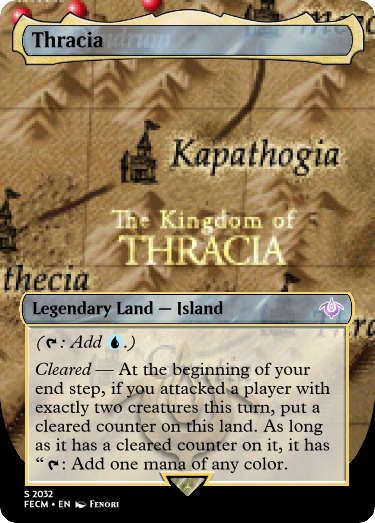 Thracia
Kapathogia
The Kingdom of
THRACIA
thecia
Legendary Land — Island
( : Add .)
Cleared — At the beginning of your
end step, if you attacked a player with
exactly two creatures this turn, put a
cleared counter on this land. As long
as it has a cleared counter on it, it has
“ : Add one mana of any color.
S 2032
FECM • EN Fenori